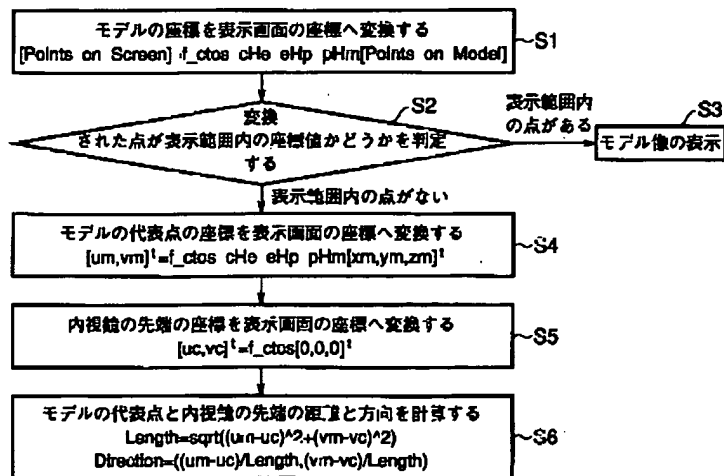 モデルの座標を表示画面の座標へ変換する
[Points on Screen]=f_ctos cHe eHp pHm[Points on Model]
S1
変換
された点が表示範囲内の座標値かどうかを判定
する
S2
表示範囲内
の点がある
S3
モデル像の表示
表示範囲内の点がない
モデルの代表点の座標を表示画面の座標へ変換する
[um,vm]ᵗ=f_ctos cHe eHp pHm[xm,ym,zm]ᵗ
S4
内視鏡の先端の座標を表示画面の座標へ変換する
[uc,vc]ᵗ=f_ctos[0,0,0]ᵗ
S5
モデルの代表点と内視鏡の先端の距離と方向を計算する
Length=sqrt((um-uc)^2+(vm-vc)^2)
Direction=((um-uc)/Length,(vm-vc)/Length)
S6